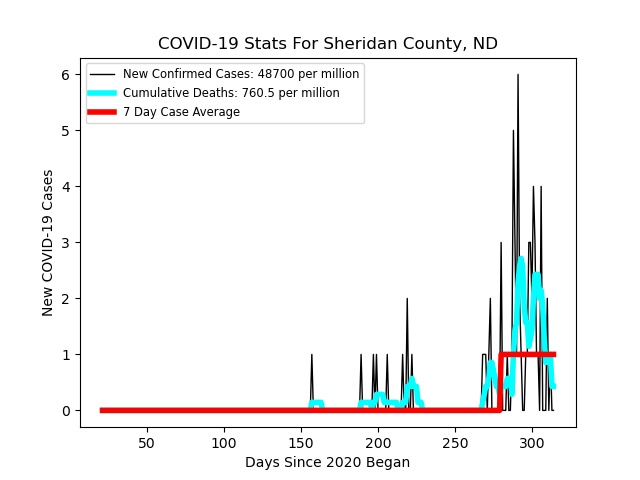 COVID-19 Stats For Sheridan County, ND
New Confirmed Cases: 48700 per million
Cumulative Deaths: 760.5 per million
7 Day Case Average
New COVID-19 Cases
6
5
4
3
2
1
0
50 100 150 200 250 300
Days Since 2020 Began